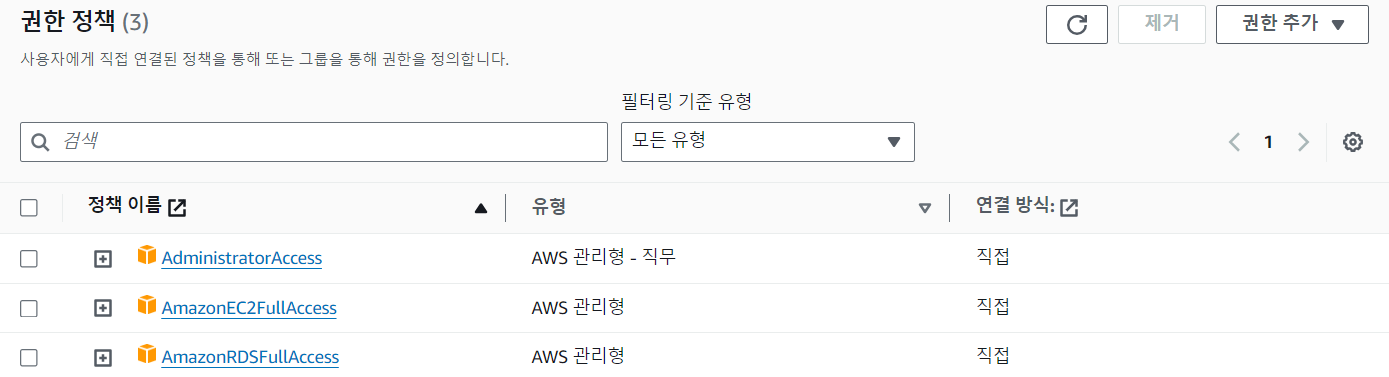 권한 정책 (3)
제거
권한 추가
사용자에게 직접 연결된 정책을 통해 또는 그룹을 통해 권한을 정의합니다.
필터링 기준 유형
검색
모든 유형
1
정책 이름
유형
연결 방식:
AdministratorAccess
AWS 관리형 - 직무
직접
AmazonEC2FullAccess
AWS 관리형
직접
AmazonRDSFullAccess
AWS 관리형
직접